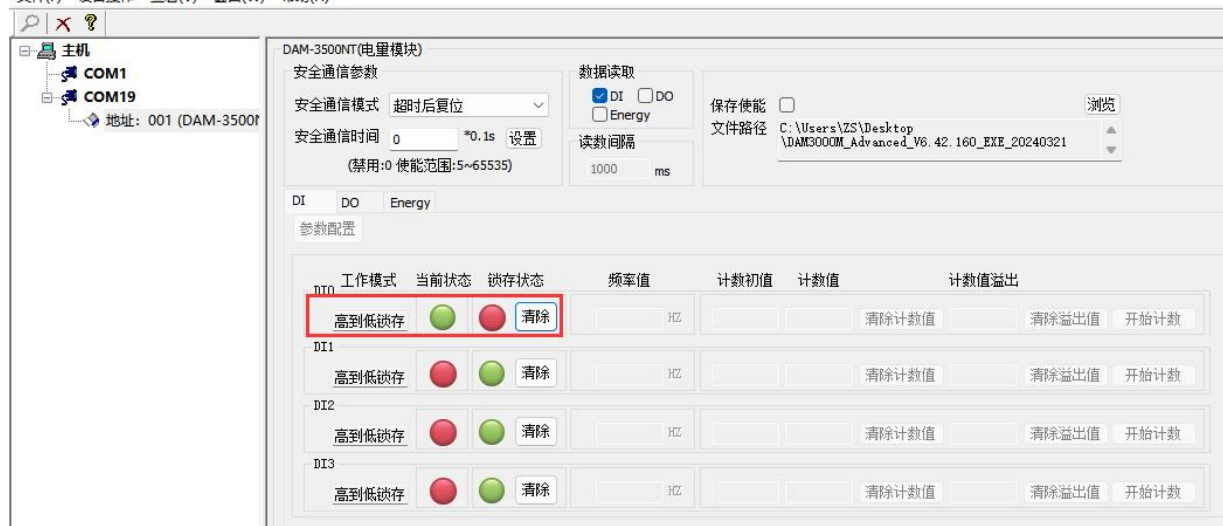 主机
COM1
COM19
地址: 001 (DAM-3500N
DAM-3500NT(电量模块)
安全通信参数
安全通信模式 超时后复位
安全通信时间 0 *0.1s 设置
(禁用:0 使能范围:5~65535)
数据读取
DI DO
Energy
读数间隔
1000 ms
保存使能 浏览
文件路径 C:\Users\ZS\Desktop
\DAM3000M_Advanced_V6.42.160_EXE_20240321
DI DO Energy
参数配置
工作模式 当前状态 锁存状态 频率值 计数初值 计数值 计数值溢出
DI0
高到低锁存 清除 HZ 清除计数值 清除溢出值 开始计数
DI1
高到低锁存 清除 HZ 清除计数值 清除溢出值 开始计数
DI2
高到低锁存 清除 HZ 清除计数值 清除溢出值 开始计数
DI3
高到低锁存 清除 HZ 清除计数值 清除溢出值 开始计数